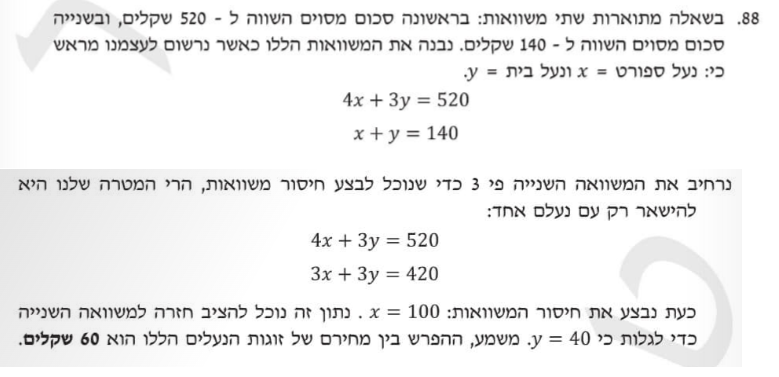 88. בשאלה מתוארות שתי משוואות: בראשונה סכום מסוים השווה ל - 520 שקלים, ובשנייה
סכום מסוים השווה ל - 140 שקלים. נבנה את המשוואות הללו כאשר נרשום לעצמנו מראש
כי: נעל ספורט = x ונעל בית = y.
4x + 3y = 520
x + y = 140
נרחיב את המשוואה השנייה פי 3 כדי שנוכל לבצע חיסור משוואות, הרי המטרה שלנו היא
להישאר רק עם נעלם אחד:
4x + 3y = 520
3x + 3y = 420
כעת נבצע את חיסור המשוואות: x = 100 . נתון זה נוכל להציב חזרה למשוואה השנייה
כדי לגלות כי y = 40. משמע, ההפרש בין מחירם של זוגות הנעלים הללו הוא 60 שקלים.